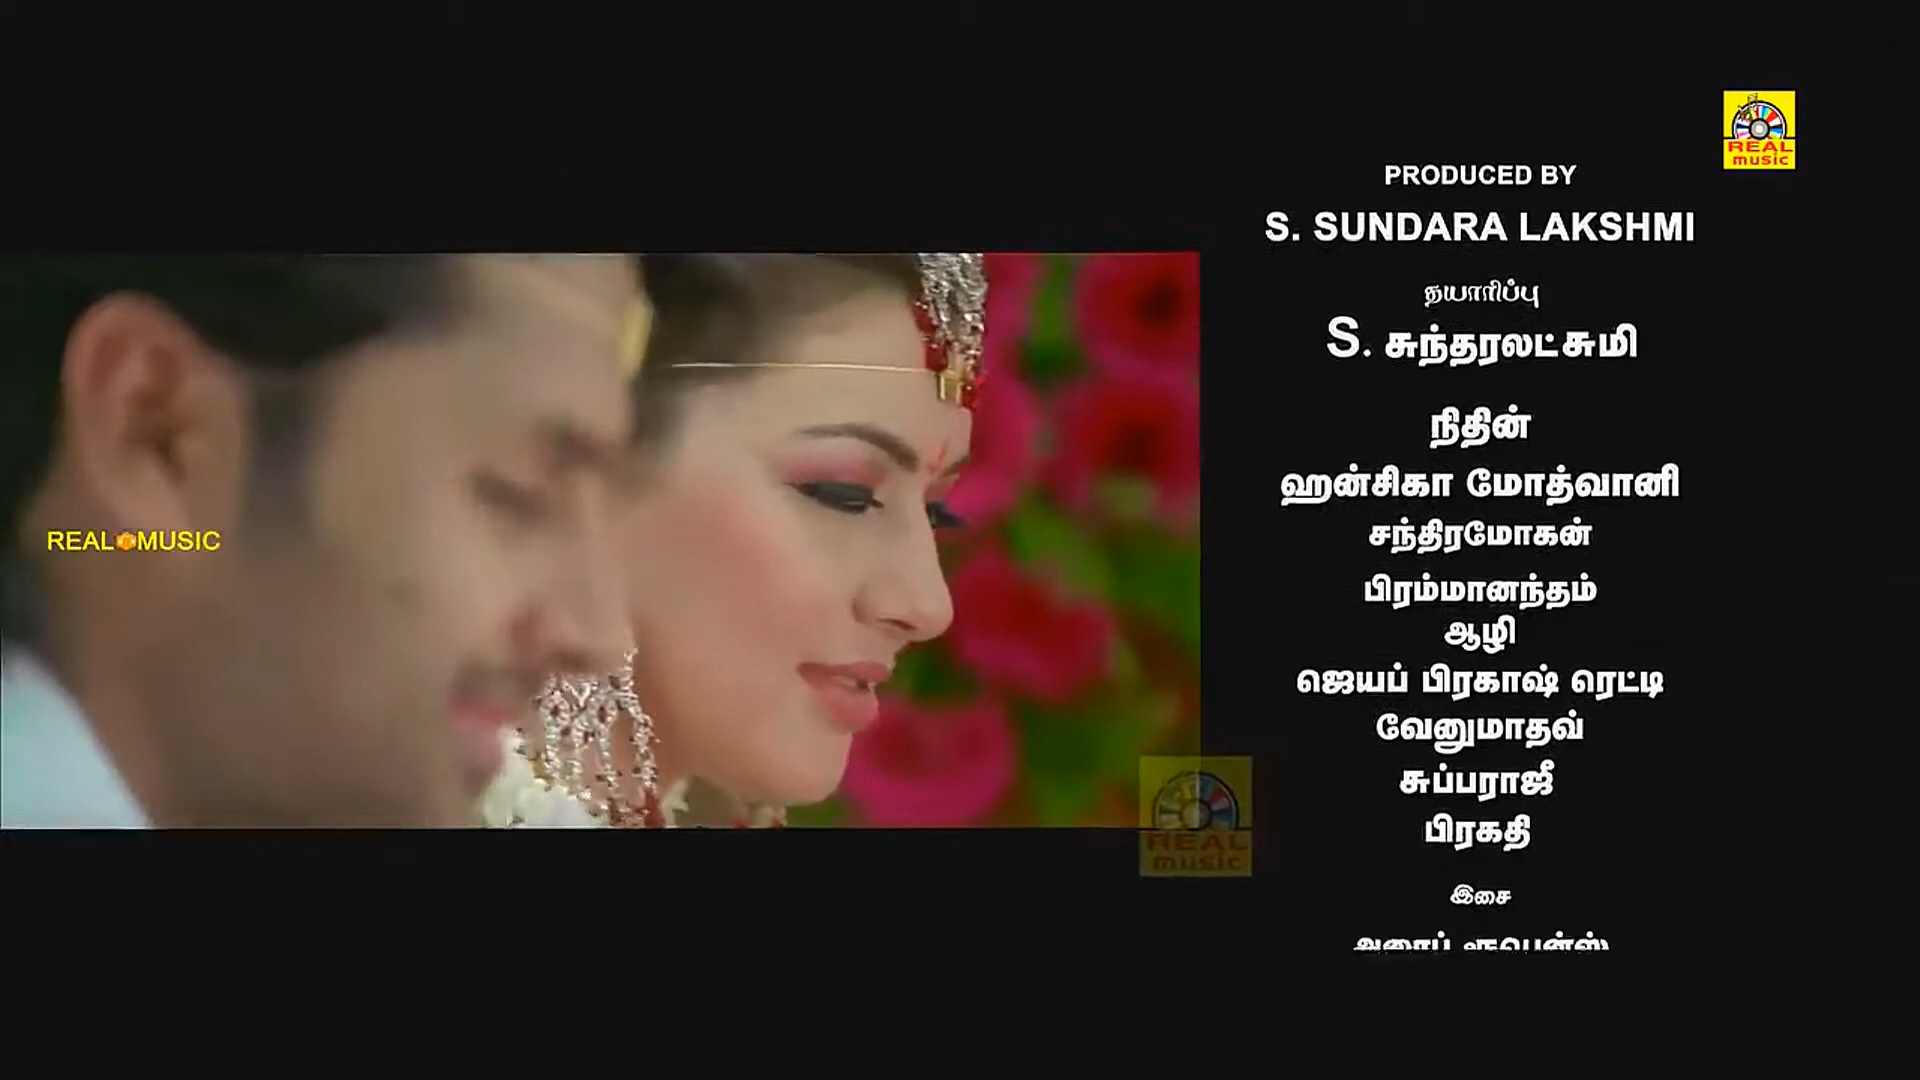 REAL
music
PRODUCED BY
S. SUNDARA LAKSHMI
தயாரிப்பு
S. சுந்தரலட்சுமி
நிதின்
ஹன்சிகா மோத்வானி
சந்திரமோகன்
பிரம்மானந்தம்
ஆழி
ஜெயப் பிரகாஷ் ரெட்டி
வேனுமாதவ்
சுப்பராஜீ
பிரகதி
இசை
REAL MUSIC
REAL
music